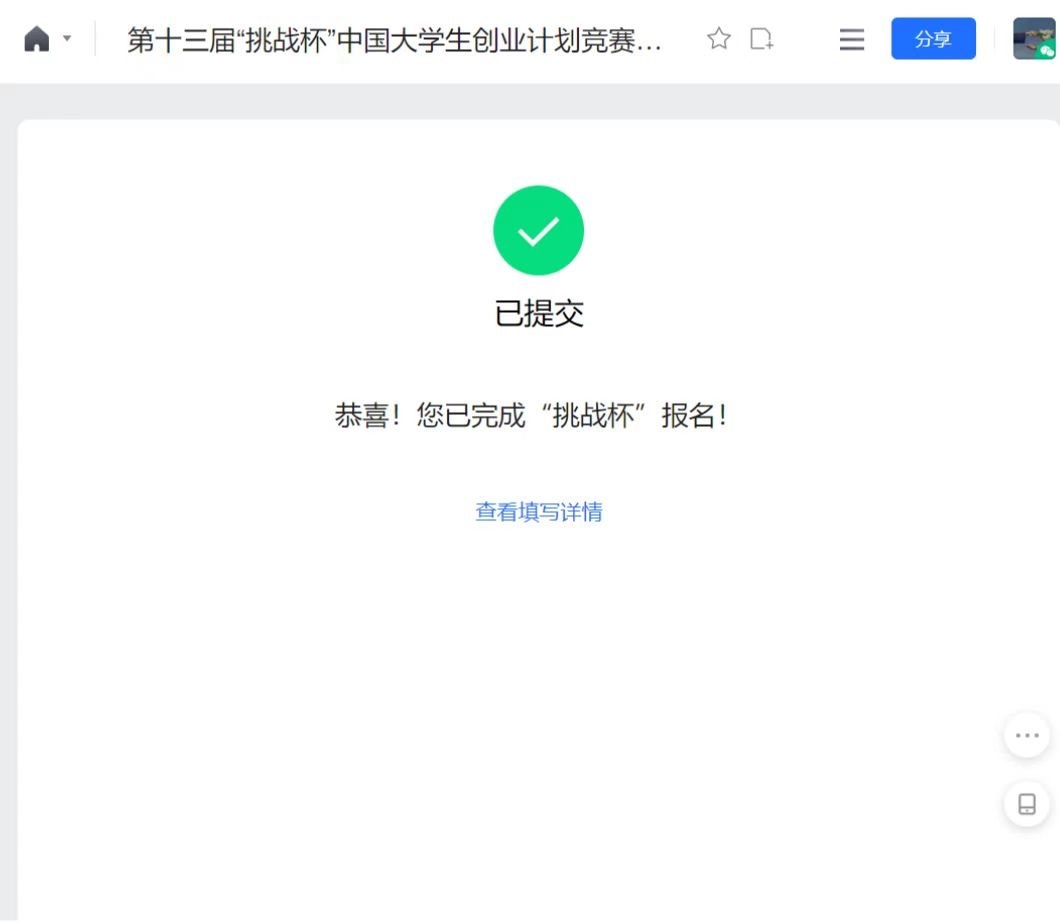 第十三届“挑战杯”中国大学生创业计划竞赛...
分享
已提交
恭喜！您已完成“挑战杯”报名！
查看填写详情